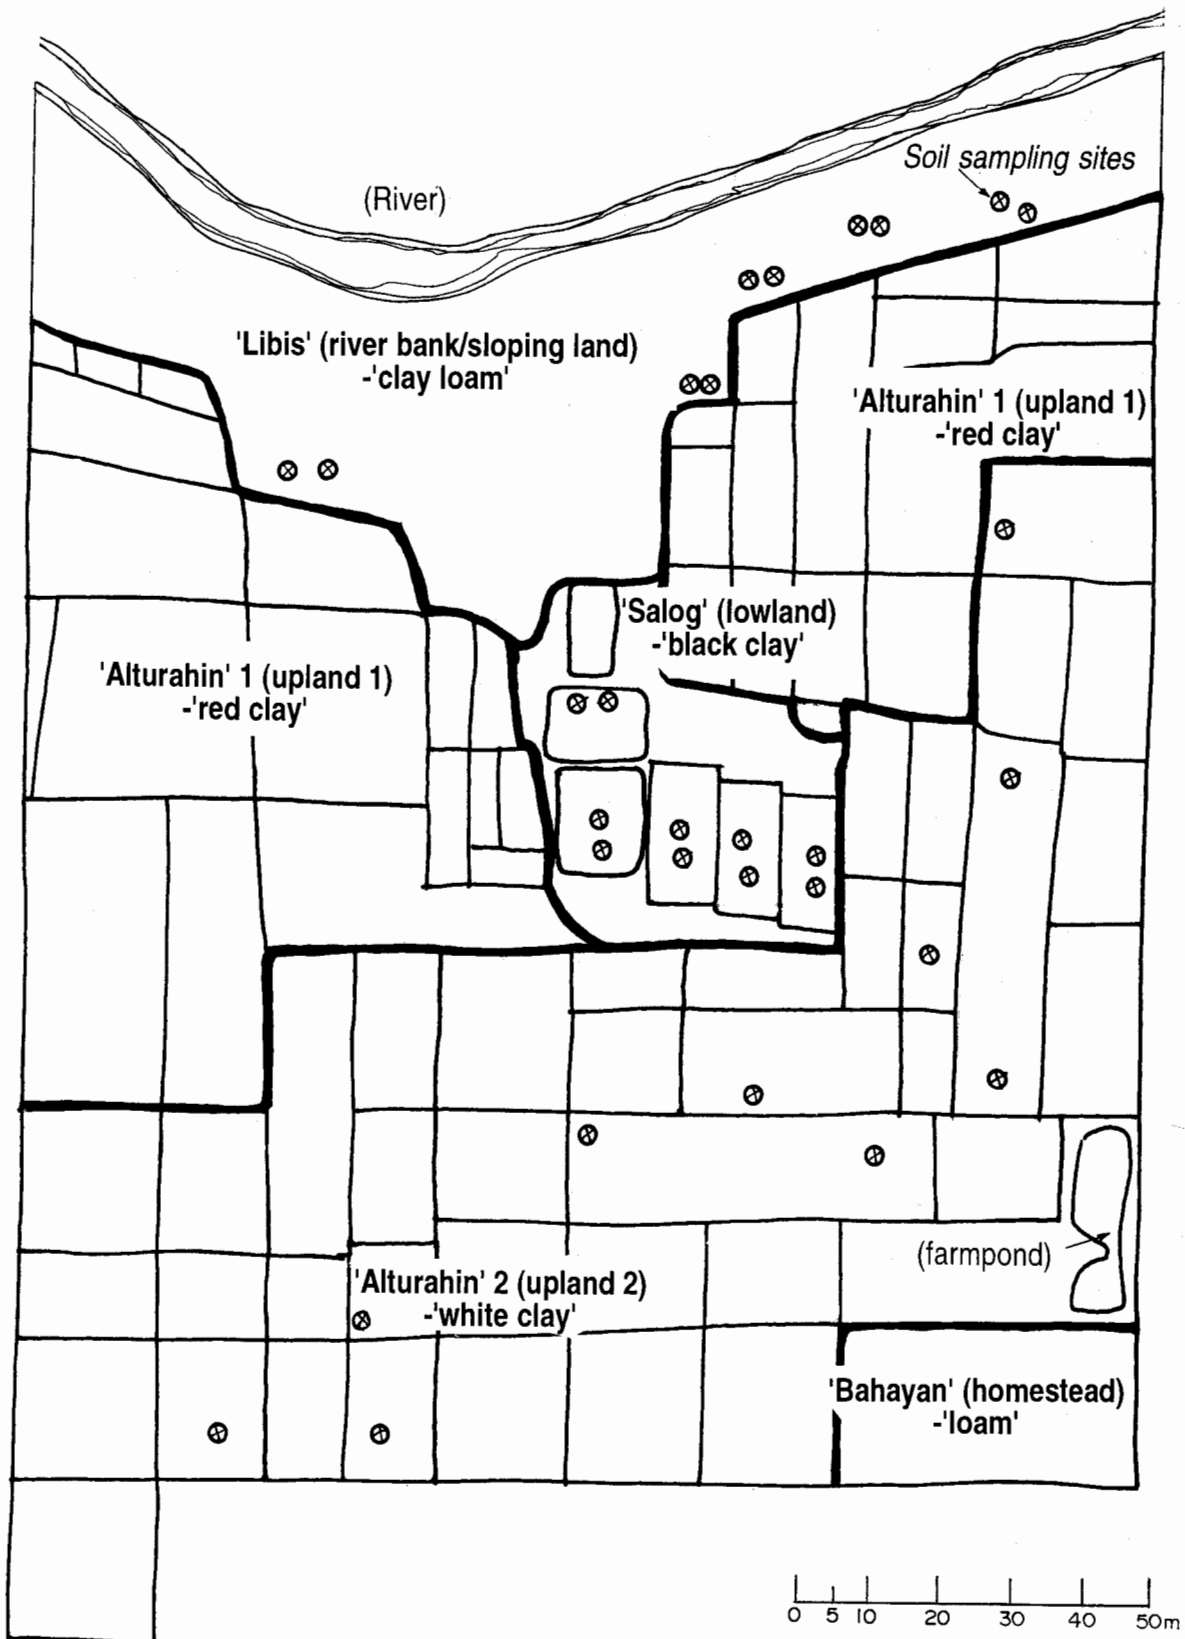 Soil sampling sites
(River)
'Libis' (river bank/sloping land)
-'clay loam'
'Alturahin' 1 (upland 1)
-'red clay'
'Salog' (lowland)
-'black clay'
'Alturahin' 1 (upland 1)
-'red clay'
(farmpond)
'Alturahin' 2 (upland 2)
-'white clay'
'Bahayan' (homestead)
-'loam'
0 5 10 20 30 40 50m